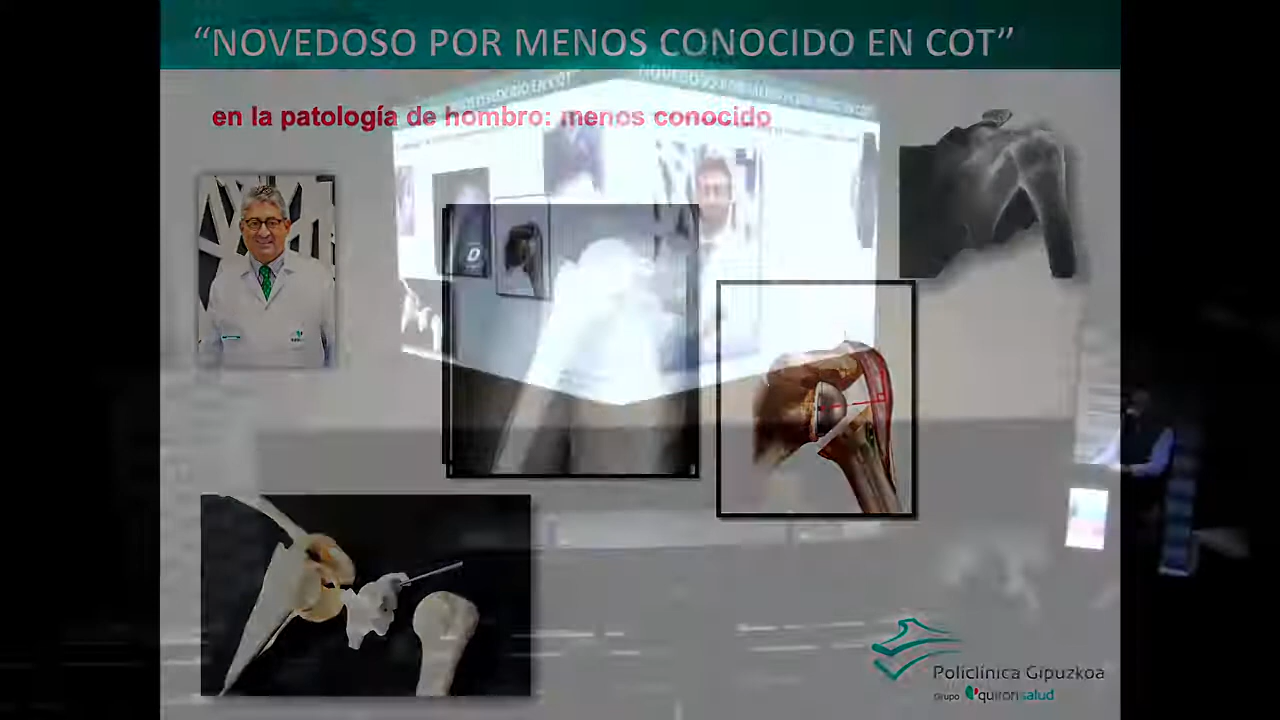 “NOVEDOSO POR MENOS CONOCIDO EN COT”
en la patología de hombro: menos conocido
D
Policlínica Gipuzkoa
Grupo quironsalud